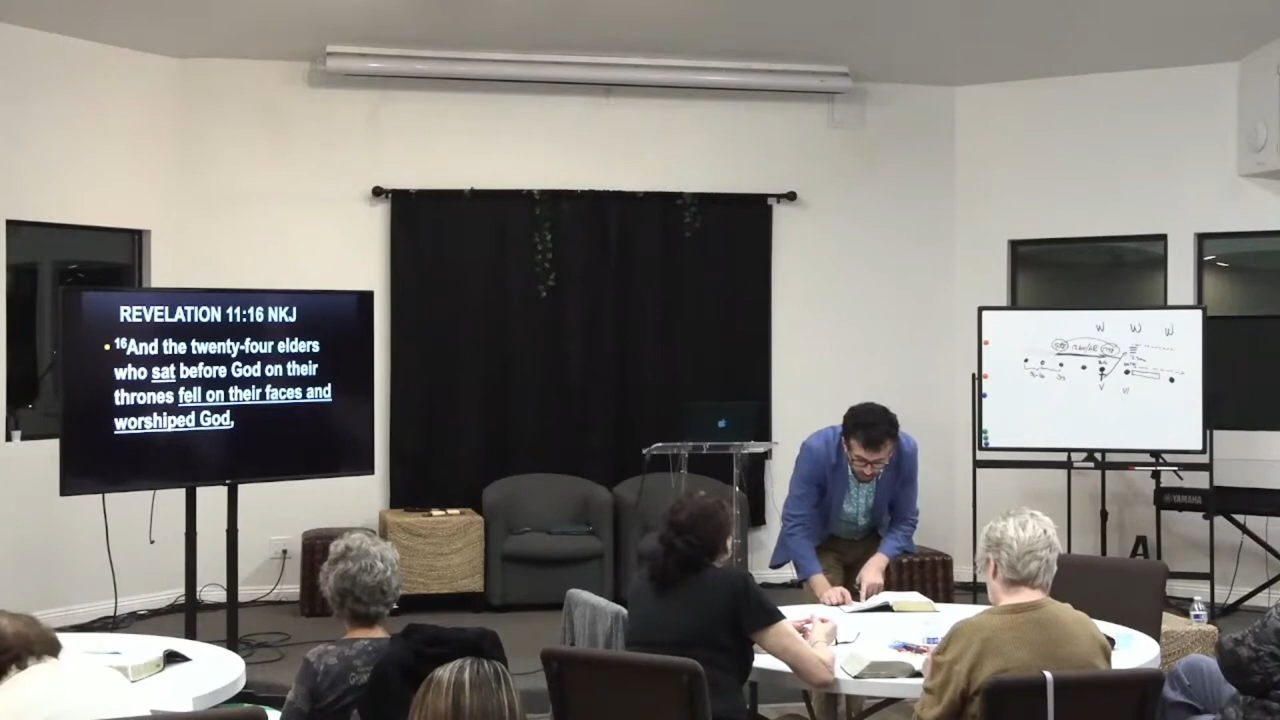 REVELATION 11:16 NKJ
• 16And the twenty-four elders
who sat before God on their
thrones fell on their faces and
worshiped God,
W W W
YAMAHA